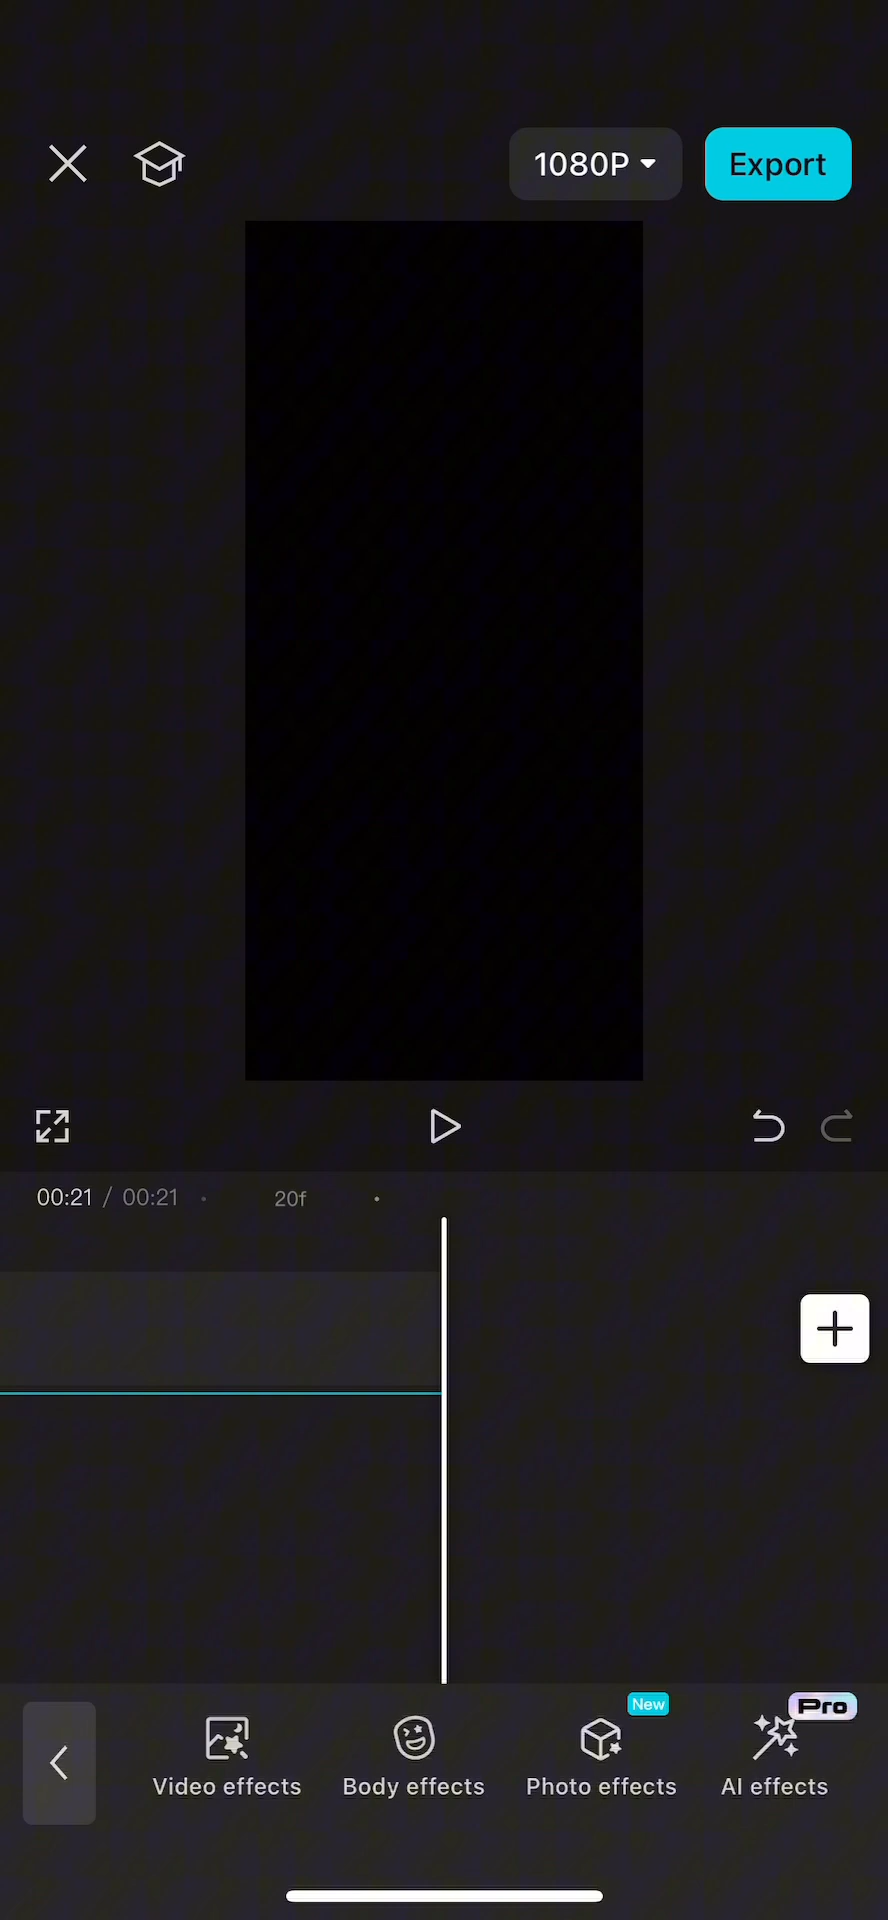 1080P
Export
00:21 / 00:21
20f
New
Pro
Video effects
Body effects
Photo effects
AI effects